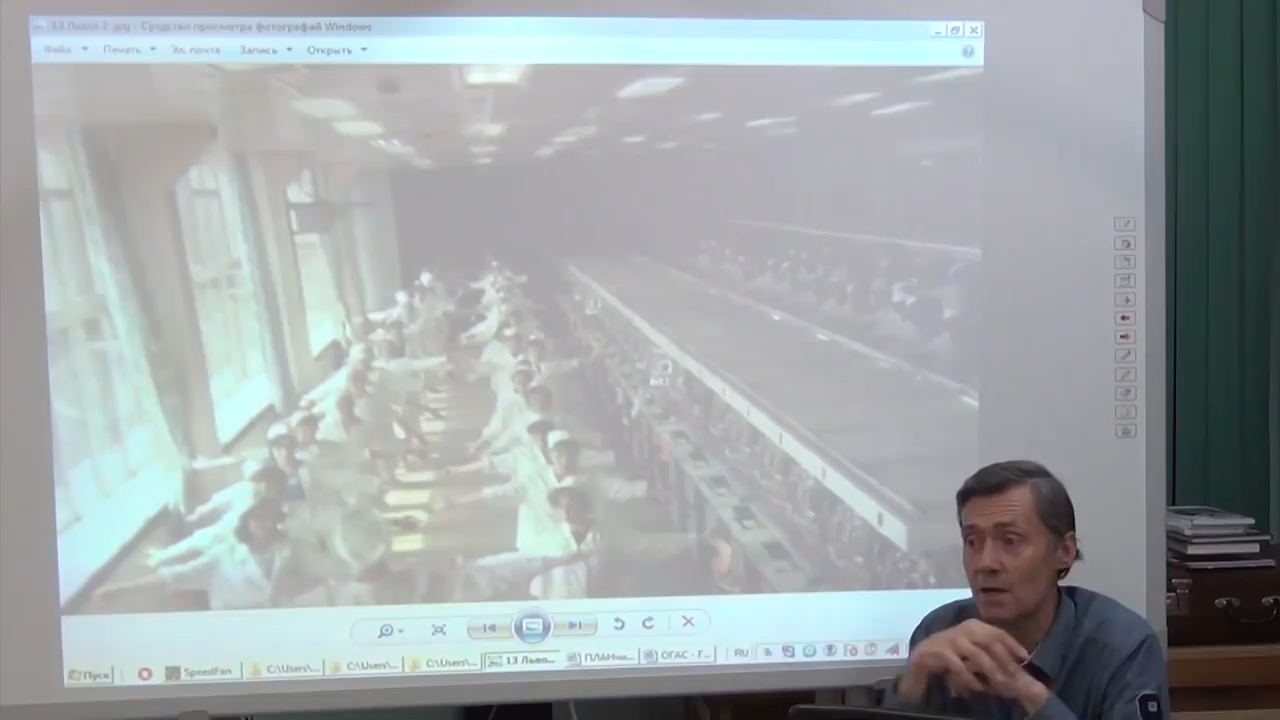 13 Львов 2.jpg - Средство просмотра фотографий Windows
Файл Печать Эл. почта Запись Открыть
Пуск SpeedFan C:\Users\... C:\Users\... C:\Users\... 13 Льво... ПЛАН ОГАС - Г... RU